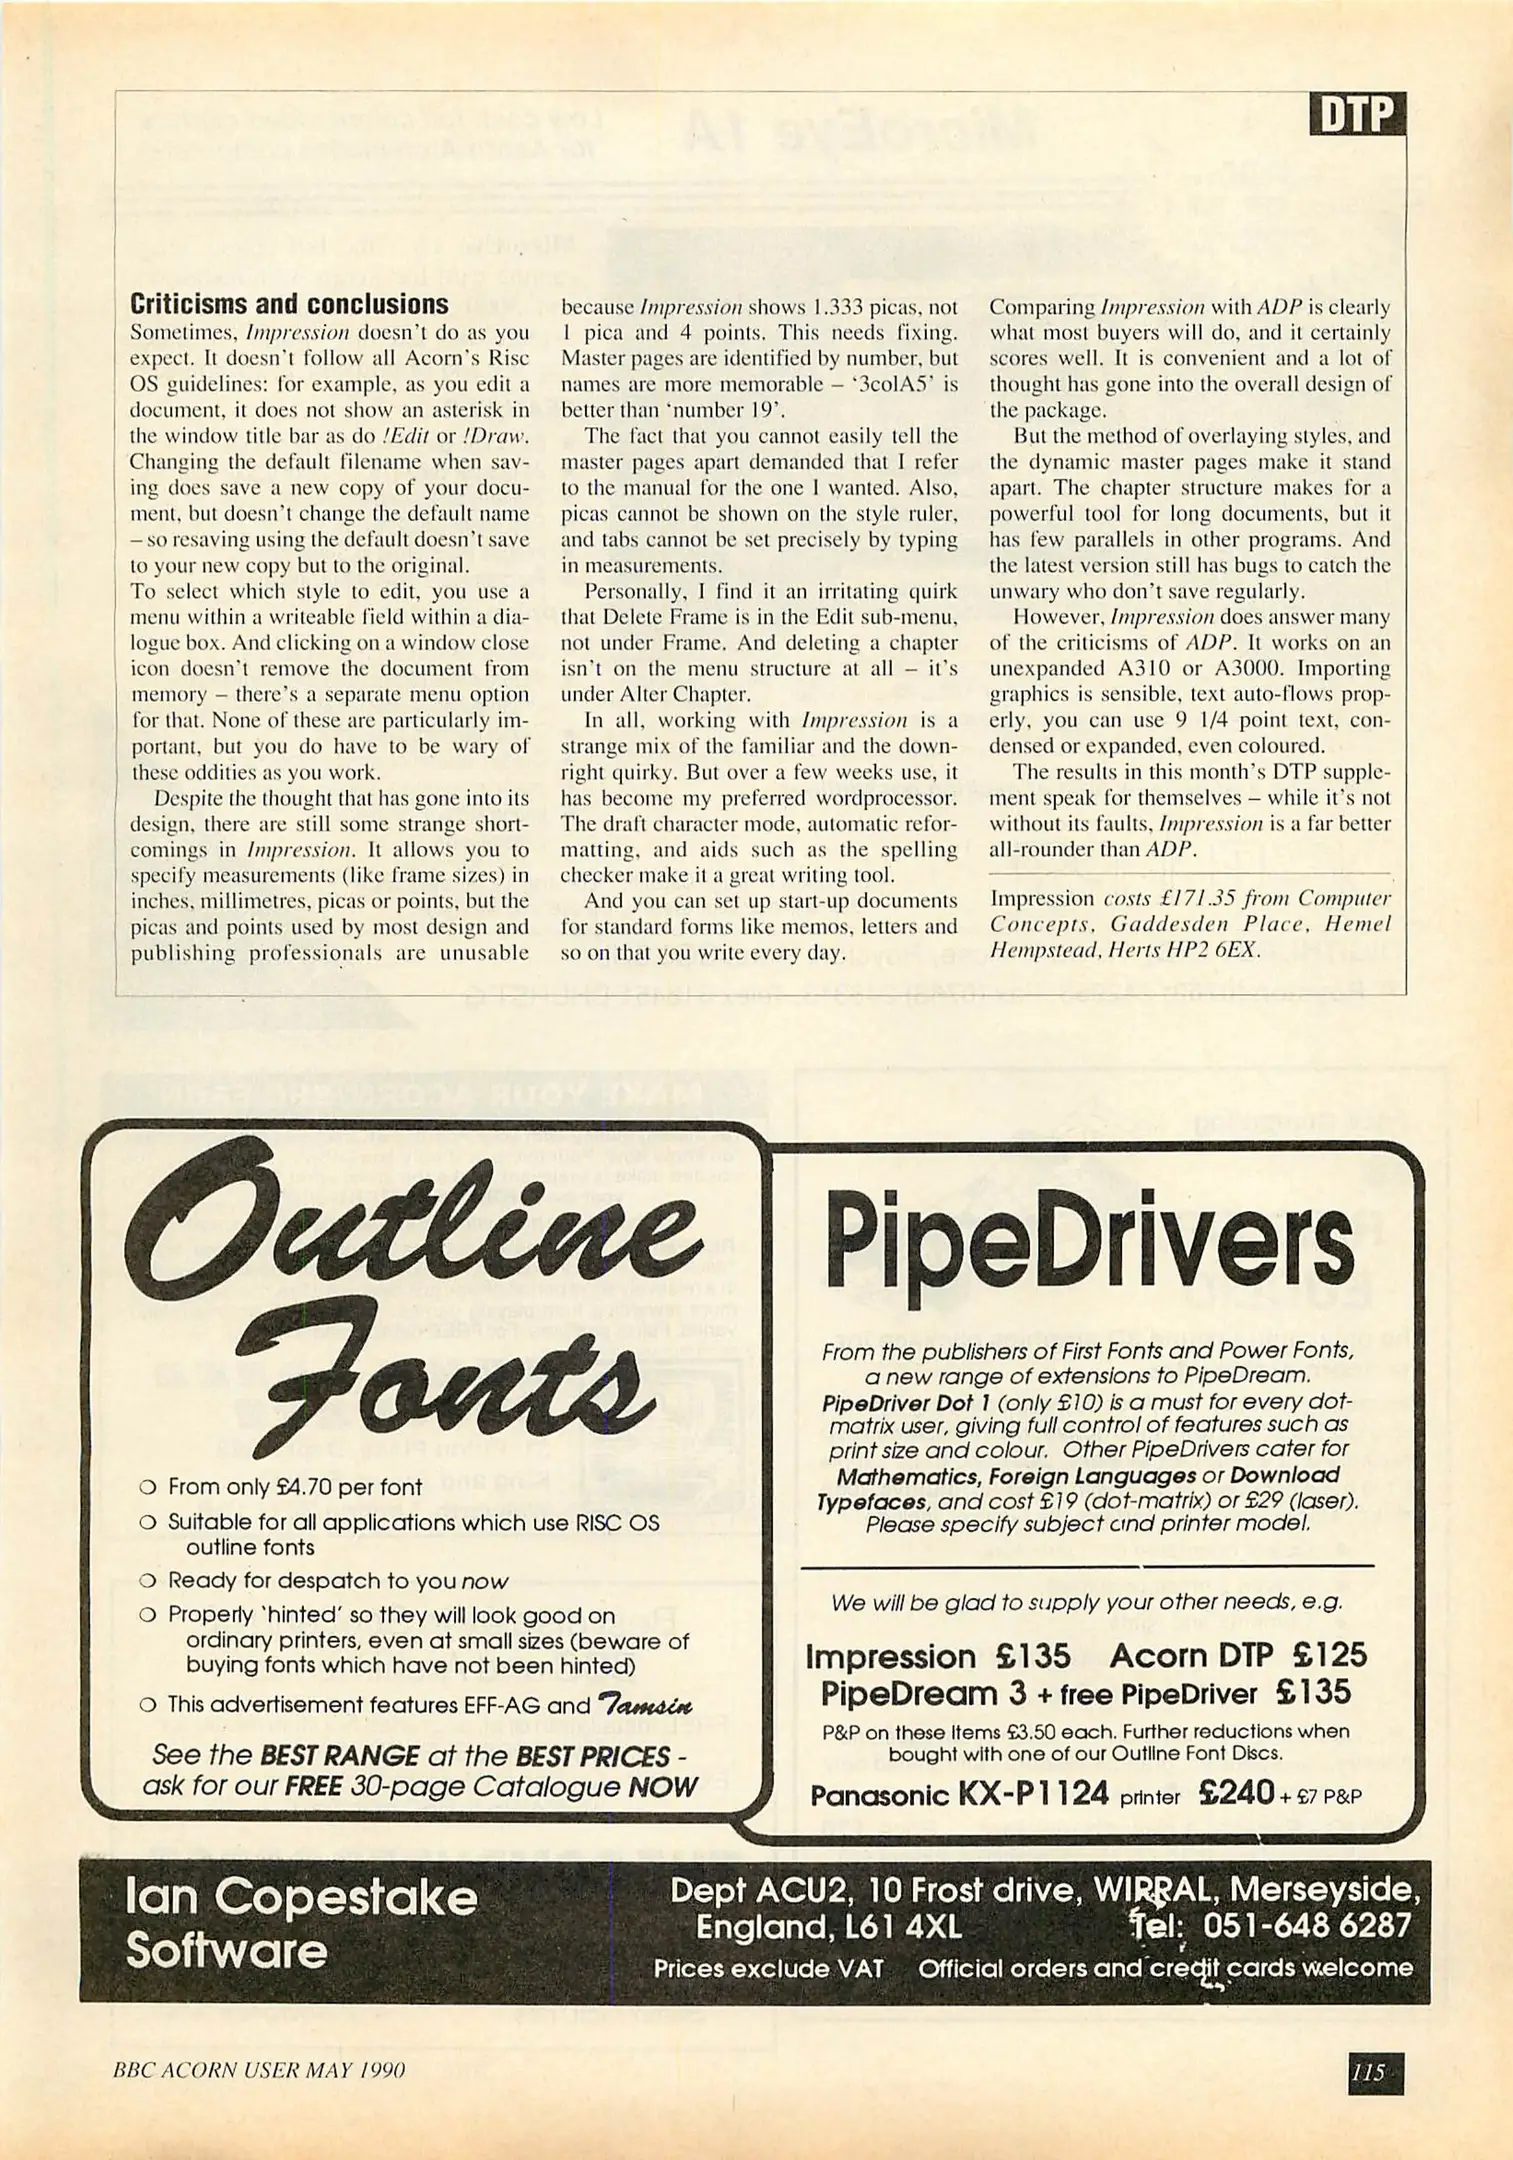 DTP
Criticisms and conclusions
Sometimes, Impression doesn't do as you
expect. It doesn't follow all Acorn's Risc
OS guidelines: for example, as you edit a
document, it does not show an asterisk in
the window title bar as do !Edit or !Draw.
Changing the default filename when sav-
ing does save a new copy of your docu-
ment, but doesn't change the default name
– so resaving using the default doesn't save
to your new copy but to the original.
To select which style to edit, you use a
menu within a writeable field within a dia-
logue box. And clicking on a window close
icon doesn't remove the document from
memory – there's a separate menu option
for that. None of these are particularly im-
portant, but you do have to be wary of
these oddities as you work.
Despite the thought that has gone into its
design, there are still some strange short-
comings in Impression. It allows you to
specify measurements (like frame sizes) in
inches, millimetres, picas or points, but the
picas and points used by most design and
publishing professionals are unusable
because Impression shows 1.333 picas, not
1 pica and 4 points. This needs fixing.
Master pages are identified by number, but
names are more memorable – '3colA5' is
better than 'number 19'.
The fact that you cannot easily tell the
master pages apart demanded that I refer
to the manual for the one I wanted. Also,
picas cannot be shown on the style ruler,
and tabs cannot be set precisely by typing
in measurements.
Personally, I find it an irritating quirk
that Delete Frame is in the Edit sub-menu,
not under Frame. And deleting a chapter
isn't on the menu structure at all – it's
under Alter Chapter.
In all, working with Impression is a
strange mix of the familiar and the down-
right quirky. But over a few weeks use, it
has become my preferred wordprocessor.
The draft character mode, automatic refor-
matting, and aids such as the spelling
checker make it a great writing tool.
And you can set up start-up documents
for standard forms like memos, letters and
so on that you write every day.
Comparing Impression with ADP is clearly
what most buyers will do, and it certainly
scores well. It is convenient and a lot of
thought has gone into the overall design of
the package.
But the method of overlaying styles, and
the dynamic master pages make it stand
apart. The chapter structure makes for a
powerful tool for long documents, but it
has few parallels in other programs. And
the latest version still has bugs to catch the
unwary who don't save regularly.
However, Impression does answer many
of the criticisms of ADP. It works on an
unexpanded A310 or A3000. Importing
graphics is sensible, text auto-flows prop-
erly, you can use 9 1/4 point text, con-
densed or expanded, even coloured.
The results in this month's DTP supple-
ment speak for themselves – while it's not
without its faults, Impression is a far better
all-rounder than ADP.
Impression costs £171.35 from Computer
Concepts, Gaddesden Place, Hemel
Hempstead, Herts HP2 6EX.
Outline
Fonts
From only £4.70 per font
Suitable for all applications which use RISC OS
outline fonts
Ready for despatch to you now
Properly 'hinted' so they will look good on
ordinary printers, even at small sizes (beware of
buying fonts which have not been hinted)
This advertisement features EFF-AG and Tamsin
See the BEST RANGE at the BEST PRICES -
ask for our FREE 30-page Catalogue NOW
PipeDrivers
From the publishers of First Fonts and Power Fonts,
a new range of extensions to PipeDream.
PipeDriver Dot 1 (only £10) is a must for every dot-
matrix user, giving full control of features such as
print size and colour. Other PipeDrivers cater for
Mathematics, Foreign Languages or Download
Typefaces, and cost £19 (dot-matrix) or £29 (laser).
Please specify subject and printer model.
We will be glad to supply your other needs, e.g.
Impression £135 Acorn DTP £125
PipeDream 3 + free PipeDriver £135
P&P on these items £3.50 each. Further reductions when
bought with one of our Outline Font Discs.
Panasonic KX-P1124 printer £240 + £7 P&P
Ian Copestake
Software
Dept ACU2, 10 Frost drive, WIRRAL, Merseyside,
England, L61 4XL Tel: 051-648 6287
Prices exclude VAT Official orders and credit cards welcome
BBC ACORN USER MAY 1990
115